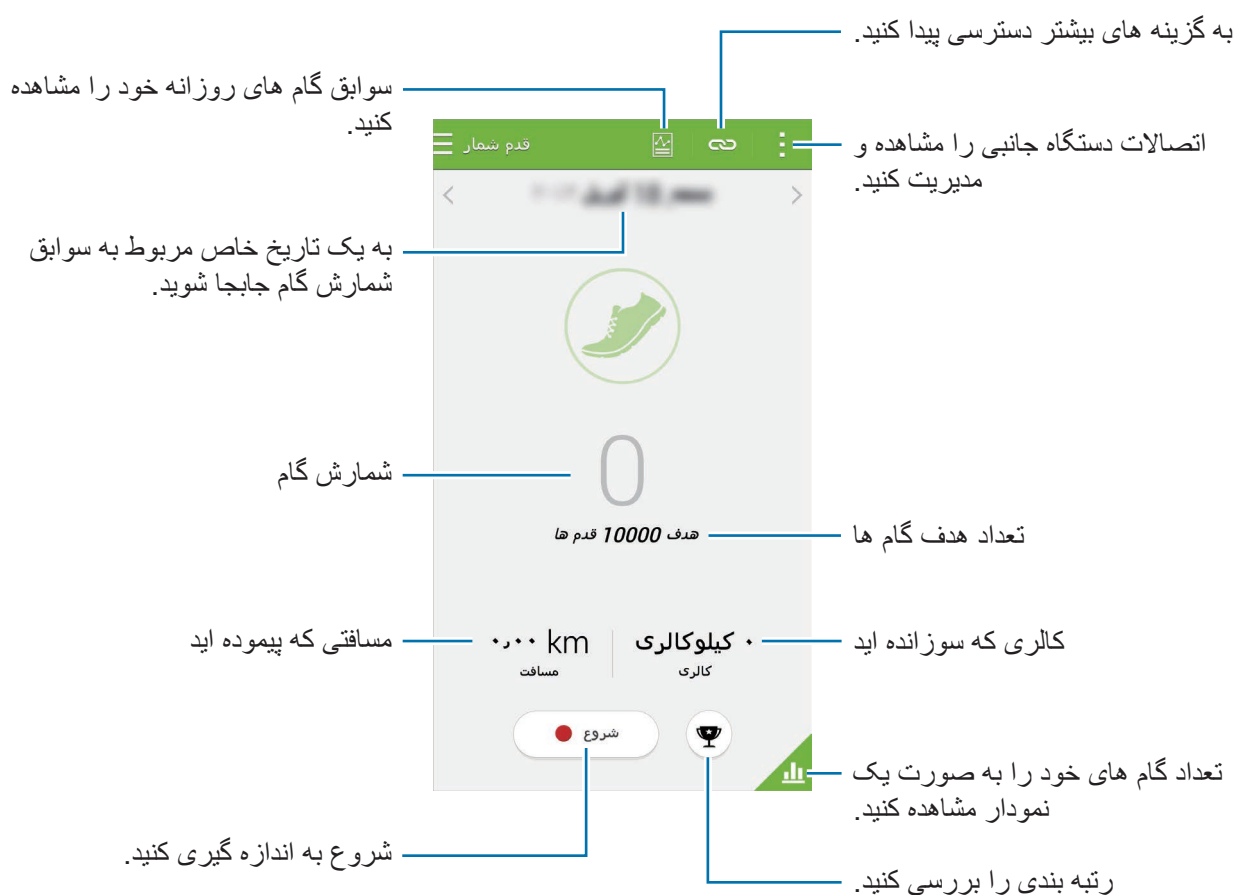 به گزینه های بیشتر دسترسی پیدا کنید.
سوابق گام های روزانه خود را مشاهده
کنید.
اتصالات دستگاه جانبی را مشاهده و
مدیریت کنید.
قدم شمار
به یک تاریخ خاص مربوط به سوابق
شمارش گام جابجا شوید.
0
شمارش گام
هدف 10000 قدم ها
تعداد هدف گام ها
۰ کیلوکالری
کالری
۰٫۰۰ km
مسافت
کالری که سوزانده اید
مسافتی که پیموده اید
شروع
تعداد گام های خود را به صورت یک
نمودار مشاهده کنید.
شروع به اندازه گیری کنید.
رتبه بندی را بررسی کنید.